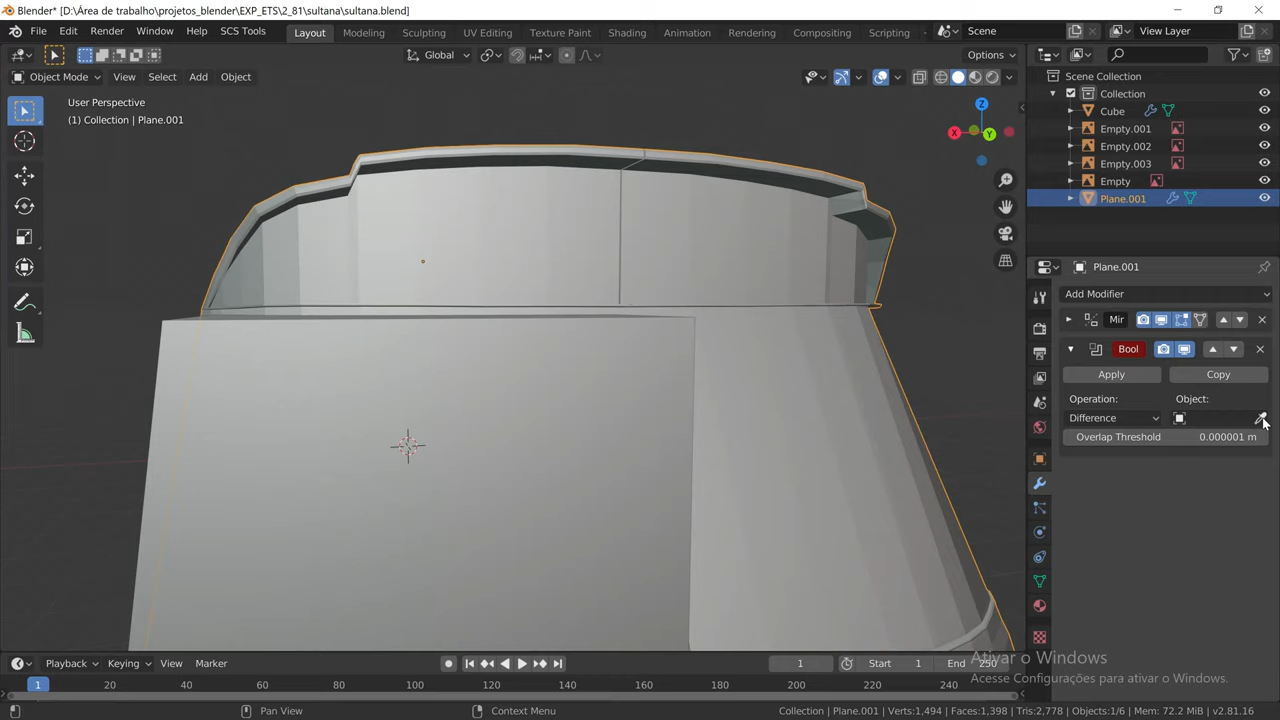 Blender* [D:\Área de trabalho\projetos_blender\EXP_ETS\2_81\sultana\sultana.blend]
File Edit Render Window Help SCS Tools Layout Modeling Sculpting UV Editing Texture Paint Shading Animation Rendering Compositing Scripting Scene View Layer
Global Options
Object Mode View Select Add Object
User Perspective
(1) Collection | Plane.001
Z
X
Y
Scene Collection
Collection
Cube
Empty.001
Empty.002
Empty.003
Empty
Plane.001
Plane.001
Add Modifier
Mir
Bool
Apply Copy
Operation: Object:
Difference
Overlap Threshold 0.000001 m
Playback Keying View Marker 1 Start 1 End 250
1 20 40 60 80 100 120 140 160 180 200 220 240
Ativar o Windows
Acesse Configurações para ativar o Windows.
Pan View Context Menu Collection | Plane.001 | Verts:1,494 | Faces:1,398 | Tris:2,778 | Objects:1/6 | Mem: 72.2 MiB | v2.81.16